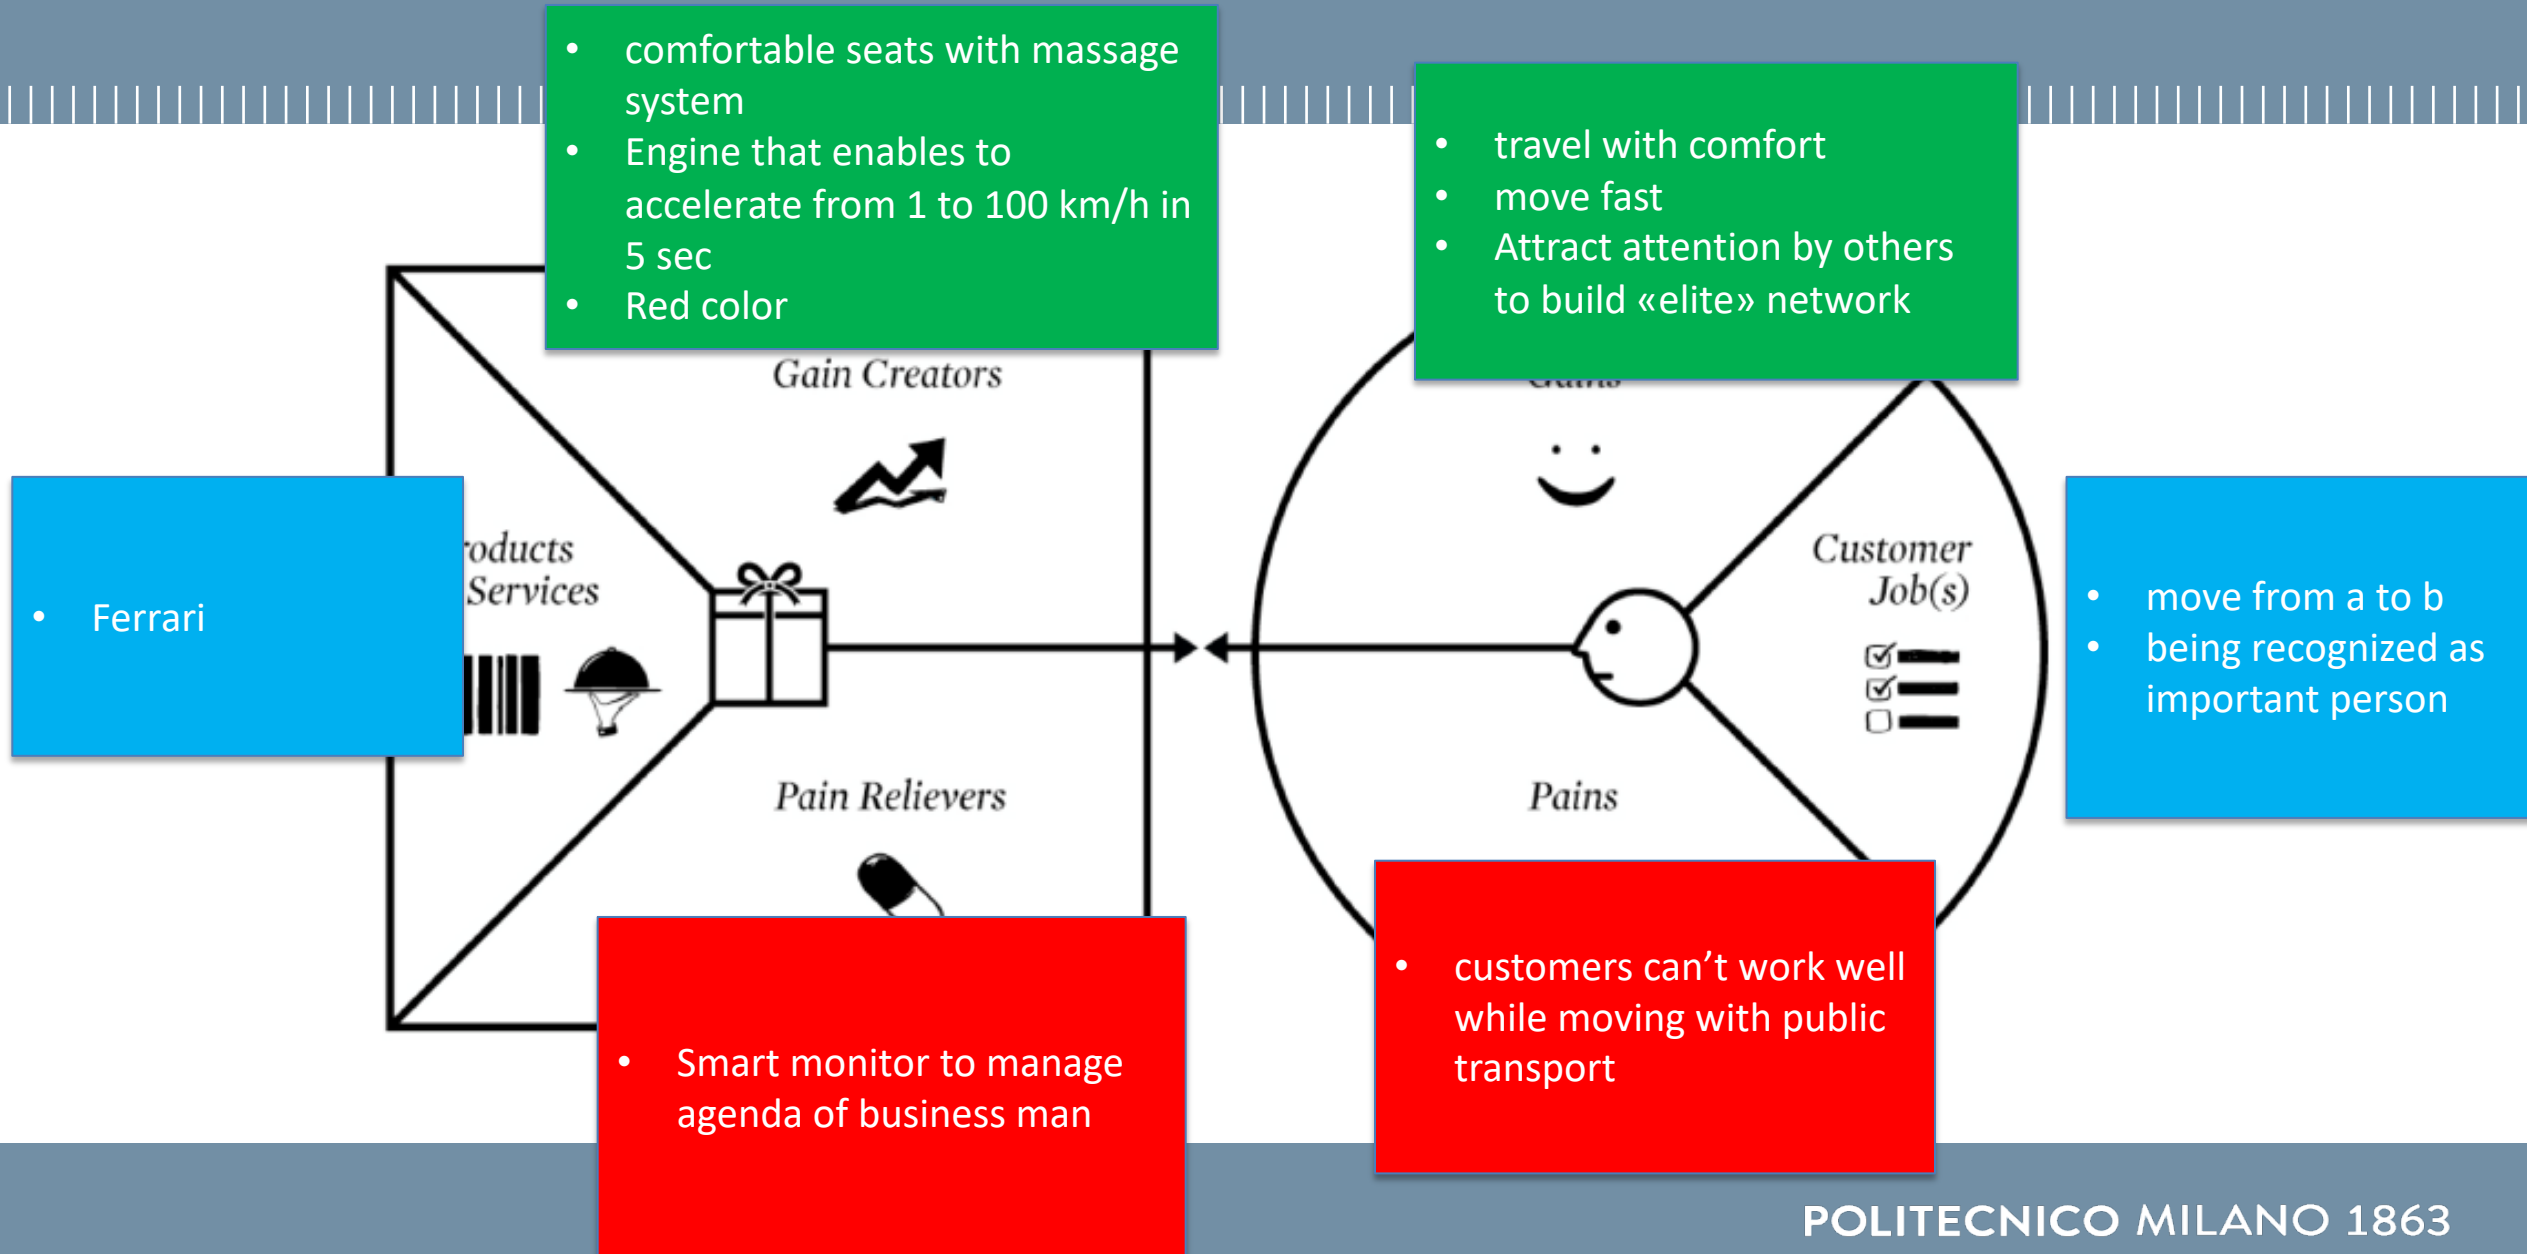 • comfortable seats with massage
system
• Engine that enables to
accelerate from 1 to 100 km/h in
5 sec
• Red color
• travel with comfort
• move fast
• Attract attention by others
to build «elite» network
Gain Creators
• Ferrari
roducts
Services
Customer
Job(s)
• move from a to b
• being recognized as
important person
Pain Relievers
Pains
• Smart monitor to manage
agenda of business man
• customers can’t work well
while moving with public
transport
POLITECNICO MILANO 1863